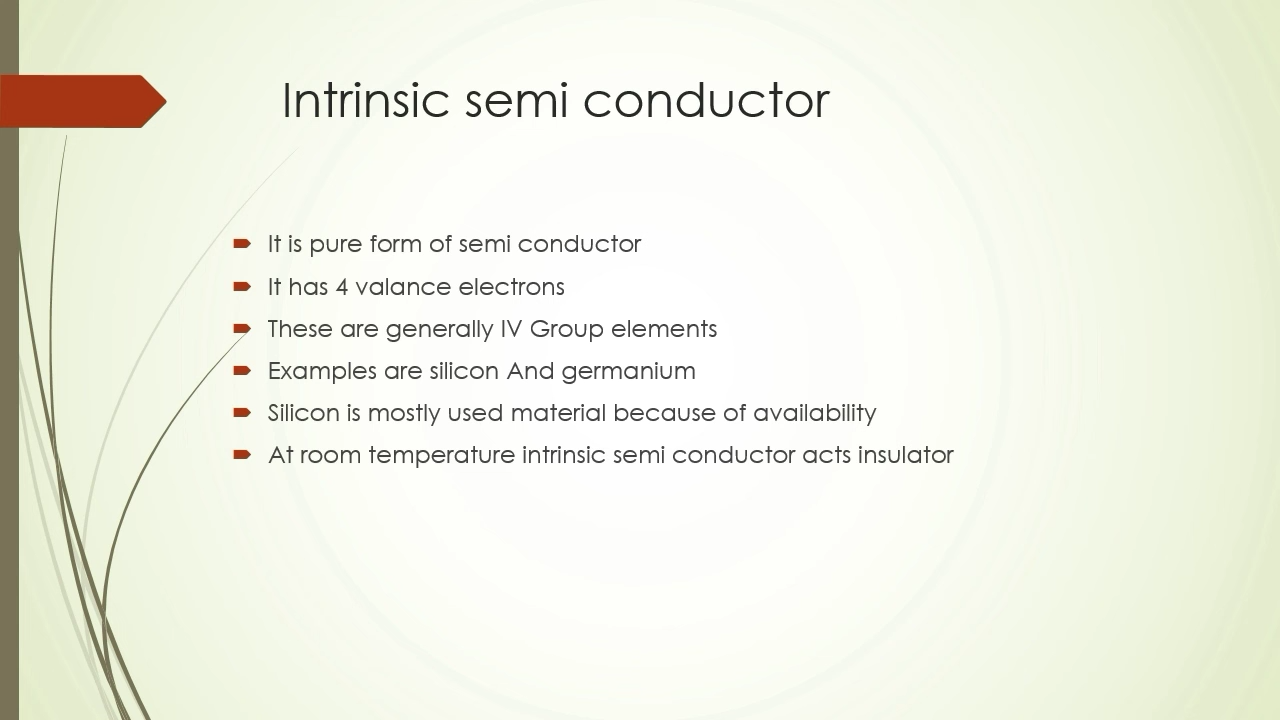 Intrinsic semi conductor
It is pure form of semi conductor
It has 4 valance electrons
These are generally IV Group elements
Examples are silicon And germanium
Silicon is mostly used material because of availability
At room temperature intrinsic semi conductor acts insulator